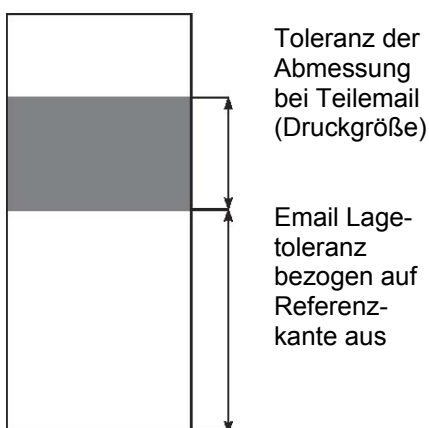 Toleranz der
Abmessung
bei Teilemail
(Druckgröße)
Email Lage-
toleranz
bezogen auf
Referenz-
kante aus